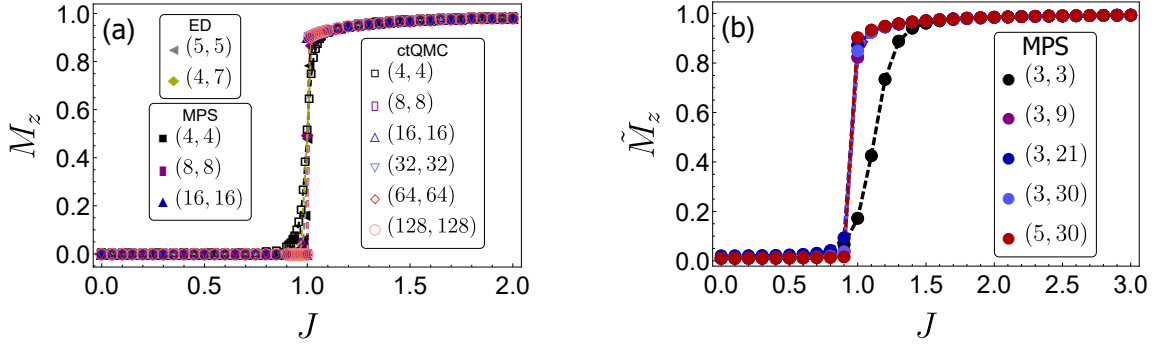 (a)
ED
(5, 5)
(4, 7)
MPS
(4, 4)
(8, 8)
(16, 16)
ctQMC
(4, 4)
(8, 8)
(16, 16)
(32, 32)
(64, 64)
(128, 128)
M_z
1.0
0.8
0.6
0.4
0.2
0.0
0.0 0.5 1.0 1.5 2.0
J
(b)
MPS
(3, 3)
(3, 9)
(3, 21)
(3, 30)
(5, 30)
M̃_z
1.0
0.8
0.6
0.4
0.2
0.0
0.0 0.5 1.0 1.5 2.0 2.5 3.0
J